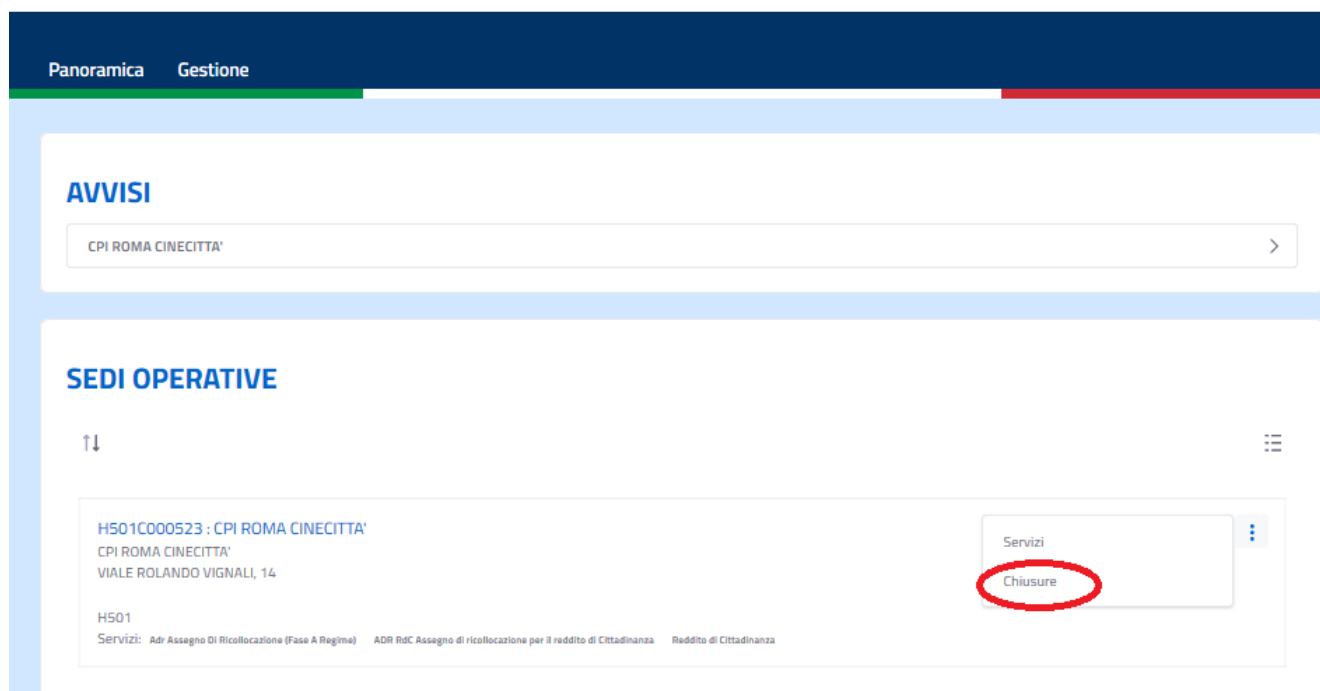 Panoramica Gestione
AVVISI
CPI ROMA CINECITTA'
SEDI OPERATIVE
H501C000523 : CPI ROMA CINECITTA'
CPI ROMA CINECITTA'
VIALE ROLANDO VIGNALI, 14
H501
Servizi: Adr Assegno Di Ricollocazione (Fase A Regime) ADR RdC Assegno di ricollocazione per il reddito di Cittadinanza Reddito di Cittadinanza
Servizi
Chiusure